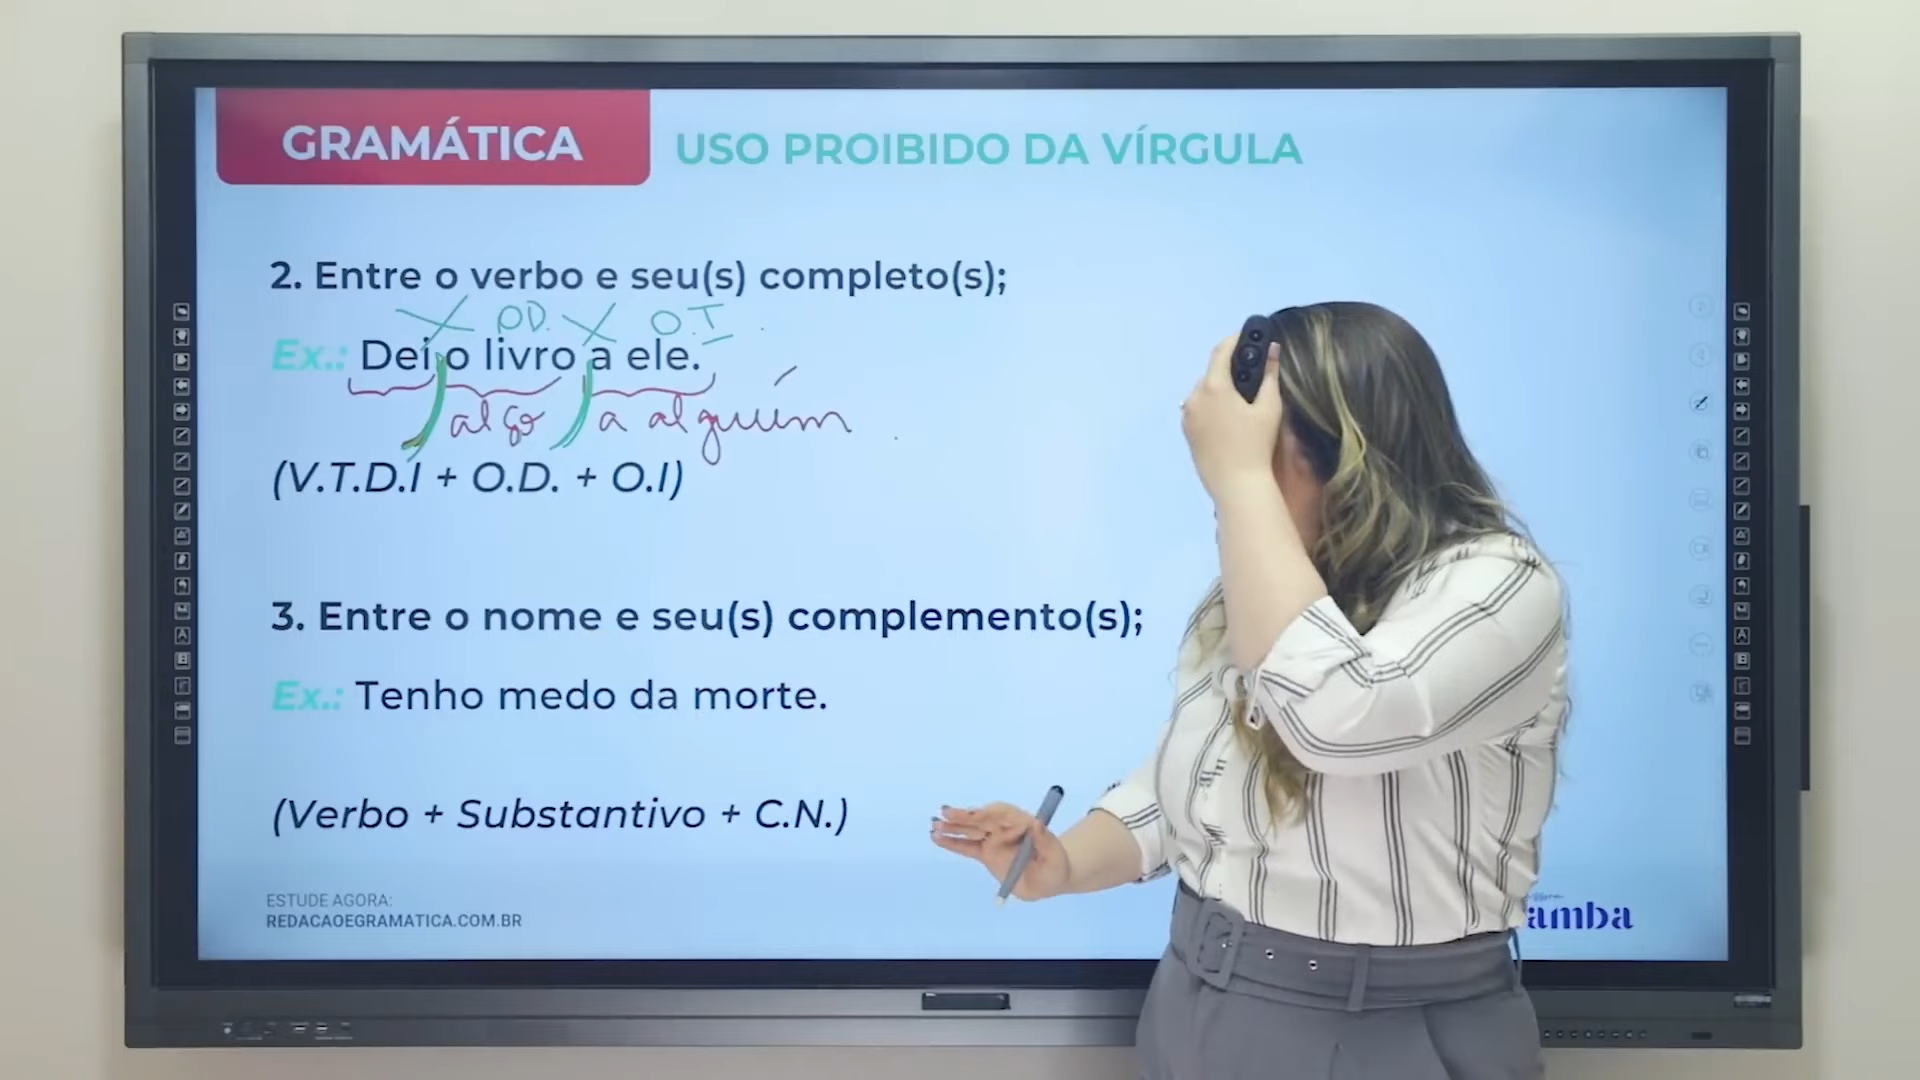 GRAMÁTICA
USO PROIBIDO DA VÍRGULA
2. Entre o verbo e seu(s) completo(s);
O.D. O.I
Ex.: Dei o livro a ele.
algo a alguém
(V.T.D.I + O.D. + O.I)
3. Entre o nome e seu(s) complemento(s);
Ex.: Tenho medo da morte.
(Verbo + Substantivo + C.N.)
ESTUDE AGORA:
REDACAOEGRAMATICA.COM.BR
amba